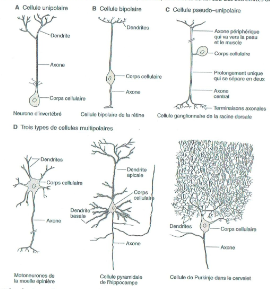 A Cellule unipolaire
B Cellule bipolaire
C Cellule pseudo-unipolaire
Dendrite
Axone
Corps cellulaire
Neurone d'invertébré
Dendrites
Corps cellulaire
Axone
Cellule bipolaire de la rétine
Axone périphérique
qui va vers la peau
et le muscle
Corps cellulaire
Prolongement unique
qui se sépare en deux
Axone
central
Terminaisons axonales
Cellule ganglionnaire de la racine dorsale
D Trois types de cellules multipolaires
Dendrites
Corps cellulaire
Axone
Motoneurones de
la moelle épinière
Dendrite
apicale
Corps
cellulaire
Dendrite
basale
Axone
Cellule pyramidale
de l'hippocampe
Dendrites
Corps cellulaire
Axone
Cellule de Purkinje dans le cervelet